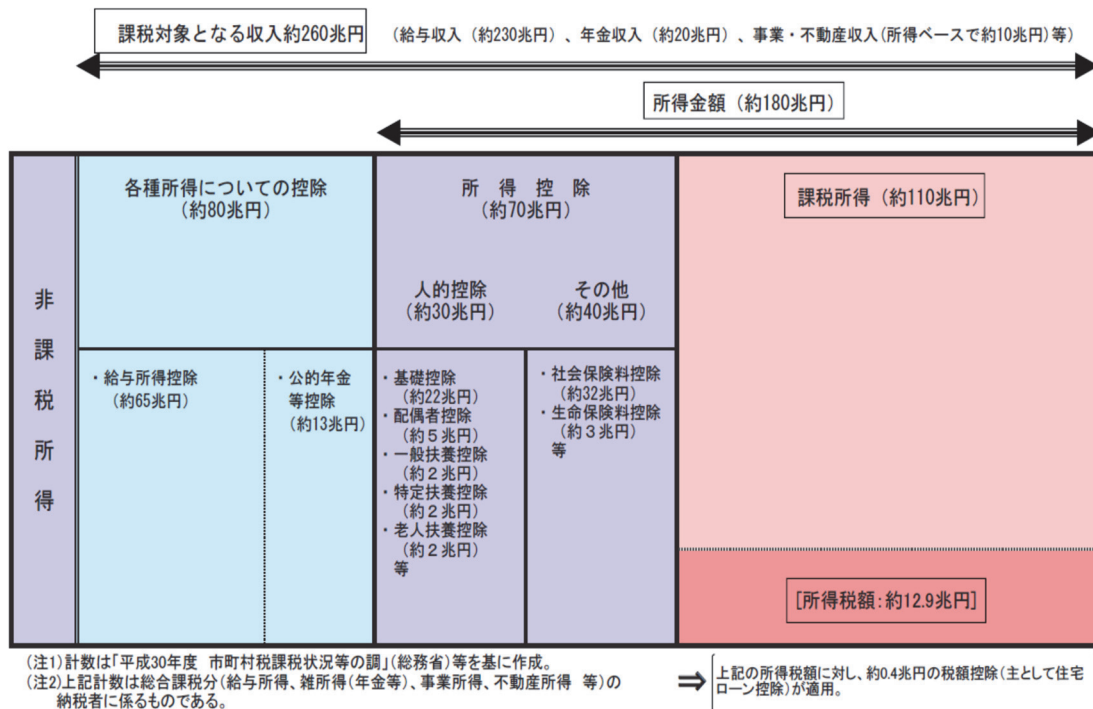 課税対象となる収入約260兆円
(給与収入(約230兆円)、年金収入(約20兆円)、事業・不動産収入(所得ベースで約10兆円)等)
所得金額(約180兆円)
非課税所得
各種所得についての控除
(約80兆円)
・給与所得控除
(約65兆円)
・公的年金
等控除
(約13兆円)
所得控除
(約70兆円)
人的控除
(約30兆円)
・基礎控除
(約22兆円)
・配偶者控除
(約5兆円)
・一般扶養控除
(約2兆円)
・特定扶養控除
(約2兆円)
・老人扶養控除
(約2兆円)
等
その他
(約40兆円)
・社会保険料控除
(約32兆円)
・生命保険料控除
(約3兆円)
等
課税所得(約110兆円)
[所得税額:約12.9兆円]
(注1)計数は「平成30年度 市町村税課税状況等の調」(総務省)等を基に作成。
(注2)上記計数は総合課税分(給与所得、雑所得(年金等)、事業所得、不動産所得 等)の
納税者に係るものである。
⇒
上記の所得税額に対し、約0.4兆円の税額控除(主として住宅
ローン控除)が適用。